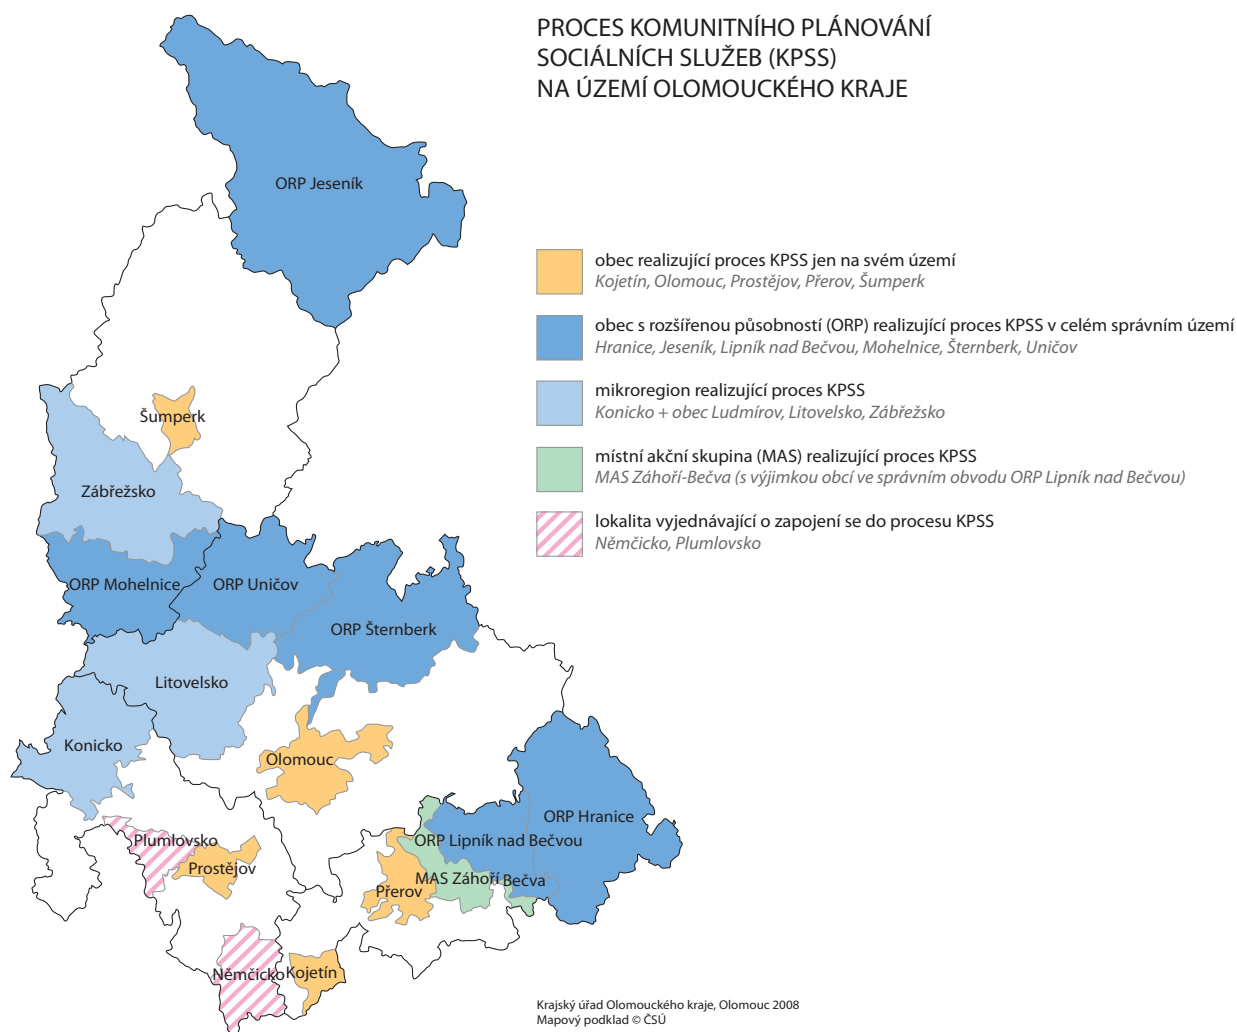 PROCES KOMUNITNÍHO PLÁNOVÁNÍ
SOCIÁLNÍCH SLUŽEB (KPSS)
NA ÚZEMÍ OLOMOUCKÉHO KRAJE
ORP Jeseník
obec realizující proces KPSS jen na svém území
Kojetín, Olomouc, Prostějov, Přerov, Šumperk
obec s rozšířenou působností (ORP) realizující proces KPSS v celém správním území
Hranice, Jeseník, Lipník nad Bečvou, Mohelnice, Šternberk, Uničov
mikroregion realizující proces KPSS
Konicko + obec Ludmírov, Litovelsko, Zábřežsko
místní akční skupina (MAS) realizující proces KPSS
MAS Záhoří-Bečva (s výjimkou obcí ve správním obvodu ORP Lipník nad Bečvou)
lokalita vyjednávající o zapojení se do procesu KPSS
Němčicko, Plumlovsko
Šumperk
Zábřežsko
ORP Mohelnice
ORP Uničov
ORP Šternberk
Litovelsko
Konicko
Olomouc
ORP Hranice
ORP Lipník nad Bečvou
Plumlovsko
Prostějov
MAS Záhoří Bečva
Přerov
Němčicko
Kojetín
Krajský úřad Olomouckého kraje, Olomouc 2008
Mapový podklad © ČSÚ